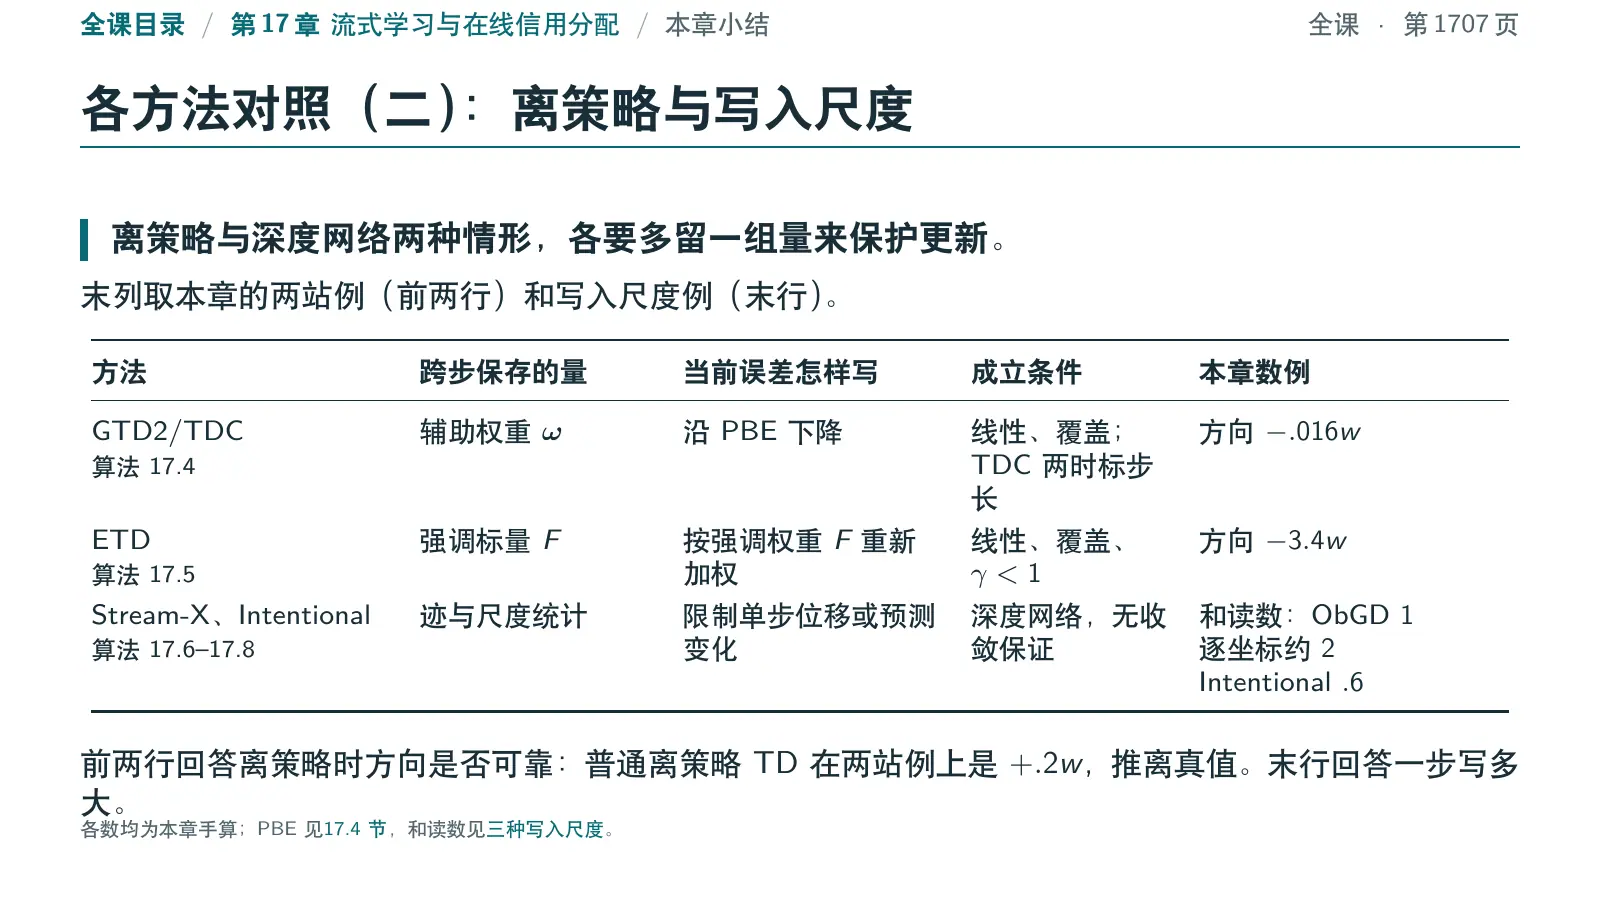 全课目录 / 第 17 章 流式学习与在线信用分配 / 本章小结
全课 · 第 1707 页
各方法对照（二）：离策略与写入尺度
离策略与深度网络两种情形，各要多留一组量来保护更新。
末列取本章的两站例（前两行）和写入尺度例（末行）。
方法 跨步保存的量 当前误差怎样写 成立条件 本章数例
GTD2/TDC 辅助权重 ω 沿 PBE 下降 线性、覆盖； 方向 −.016w
算法 17.4 TDC 两时标步
长
ETD 强调标量 F 按强调权重 F 重新 线性、覆盖、 方向 −3.4w
算法 17.5 加权 γ < 1
Stream-X、Intentional 迹与尺度统计 限制单步位移或预测 深度网络，无收 和读数：ObGD 1
算法 17.6–17.8 变化 敛保证 逐坐标约 2
Intentional .6
前两行回答离策略时方向是否可靠：普通离策略 TD 在两站例上是 +.2w，推离真值。末行回答一步写多
大。
各数均为本章手算；PBE 见17.4 节，和读数见三种写入尺度。